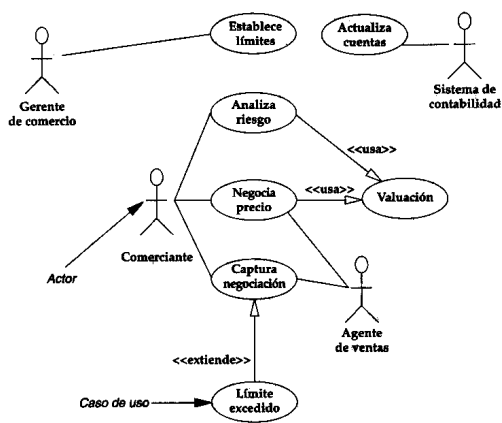 Establece
límites
Actualiza
cuentas
Gerente
de comercio
Sistema de
contabilidad
Analiza
riesgo
<<usa>>
Negocia
precio
<<usa>>
Valuación
Comerciante
Actor
Captura
negociación
Agente
de ventas
<<extiende>>
Caso de uso
Límite
excedido